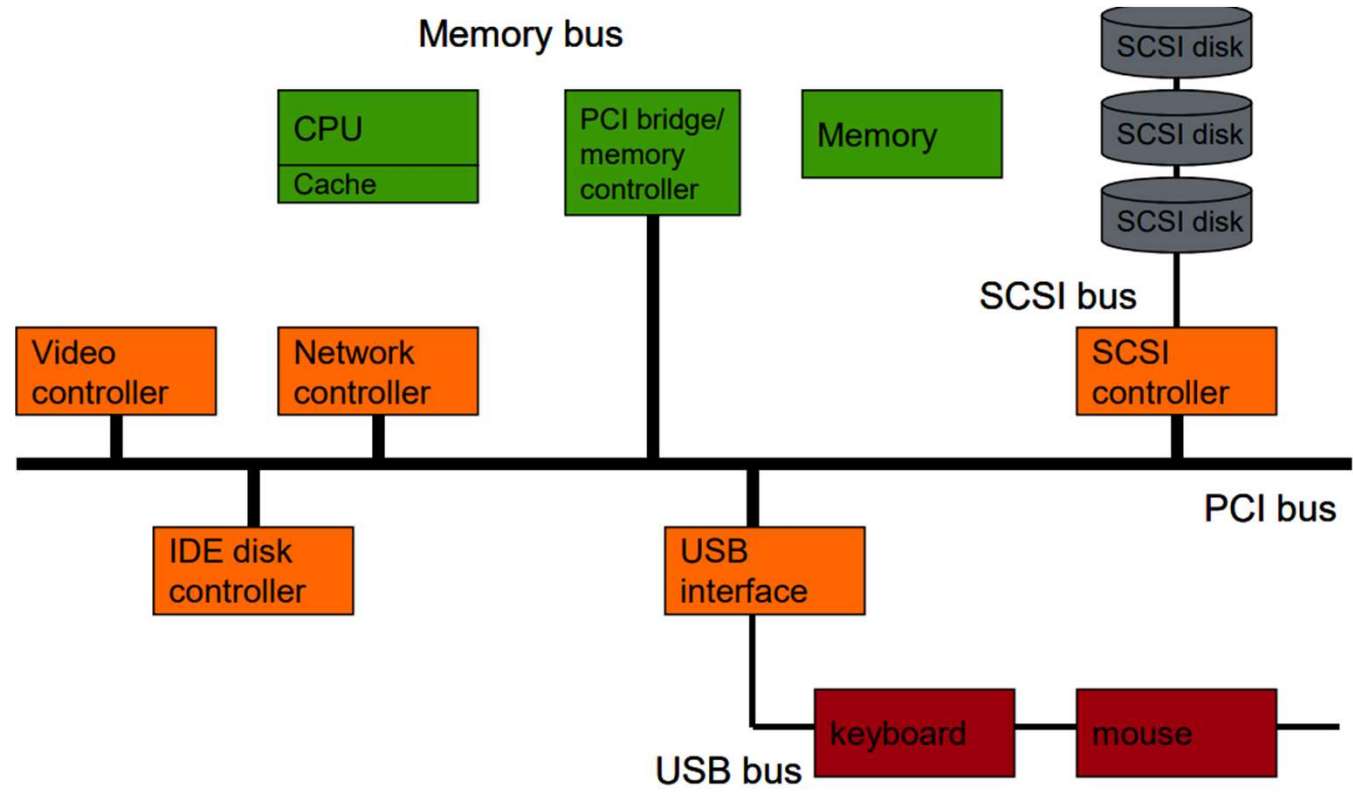 Memory bus
SCSI disk
CPU
Cache
PCI bridge/
memory
controller
Memory
SCSI disk
SCSI disk
SCSI bus
Video
controller
Network
controller
SCSI
controller
PCI bus
IDE disk
controller
USB
interface
keyboard
mouse
USB bus